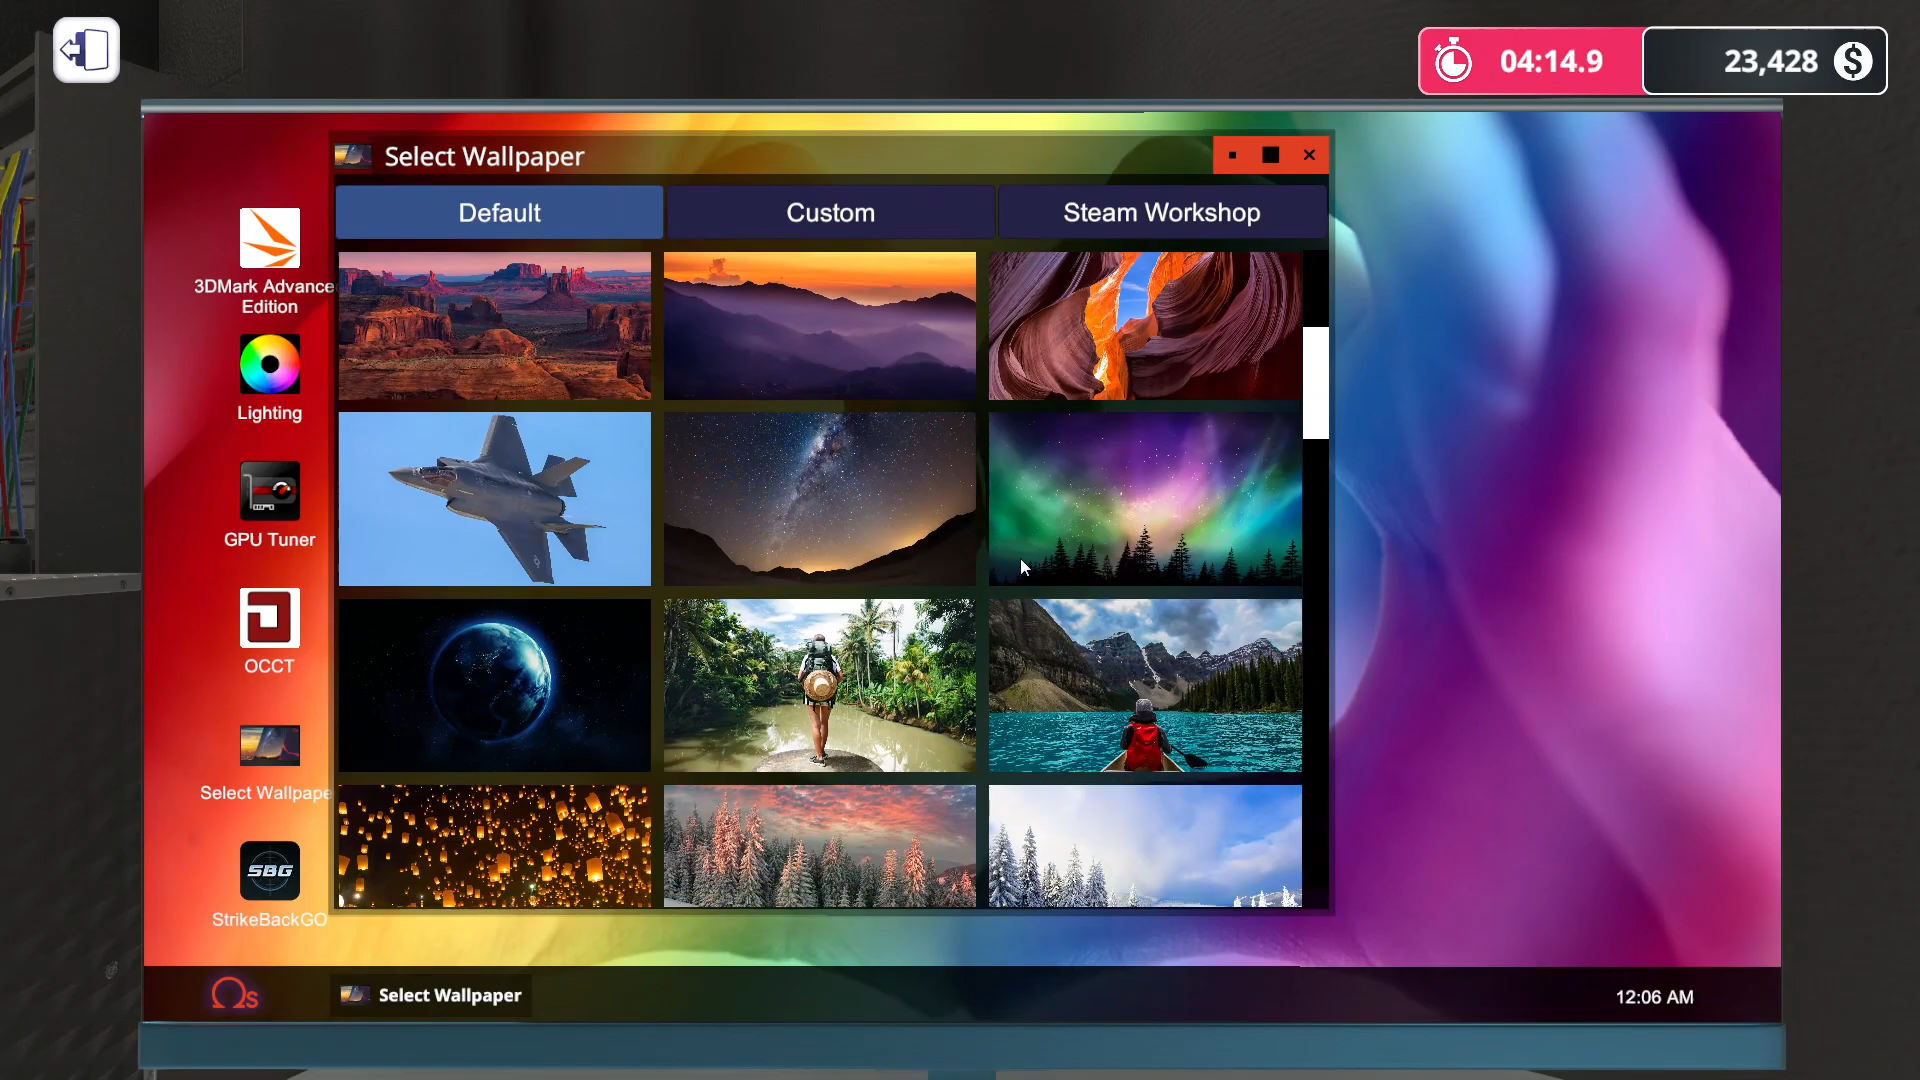 04:14.9
23,428
Select Wallpaper
Default
Custom
Steam Workshop
3DMark Advance
Edition
Lighting
GPU Tuner
OCCT
Select Wallpape
SBG
StrikeBackGO
Ωs
Select Wallpaper
12:06 AM